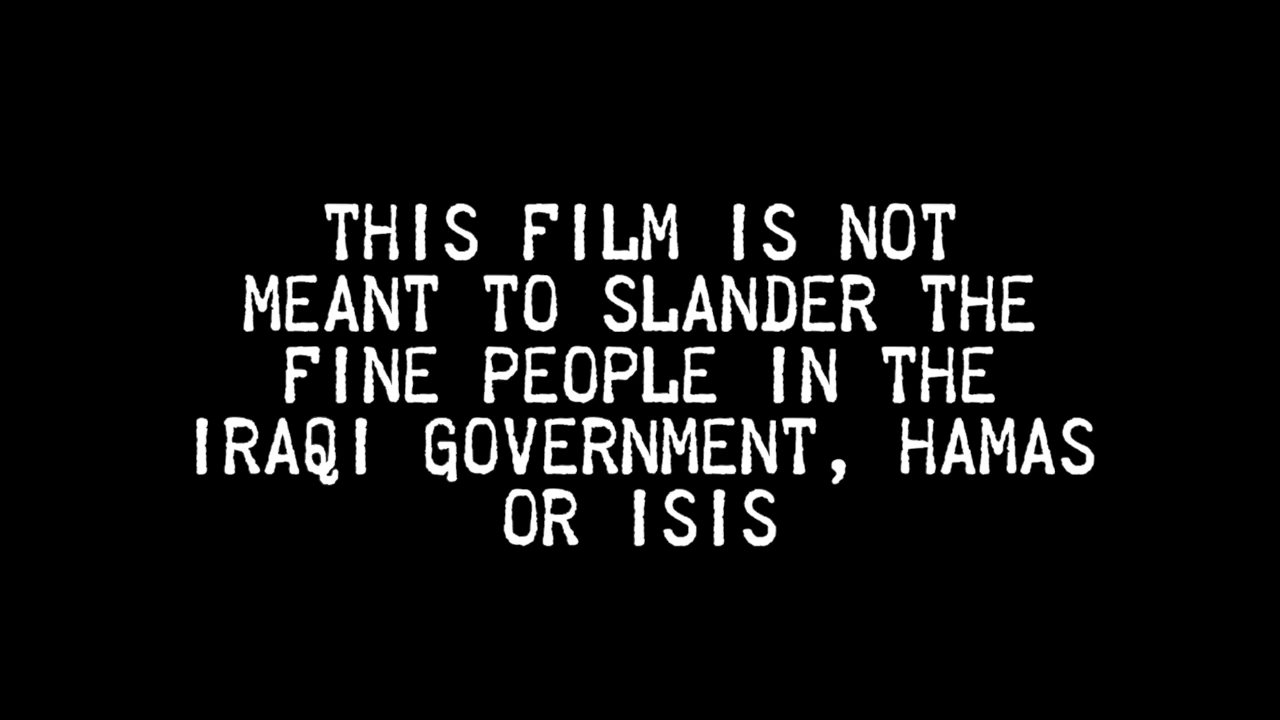 THIS FILM IS NOT
MEANT TO SLANDER THE
FINE PEOPLE IN THE
IRAQI GOVERNMENT, HAMAS
OR ISIS